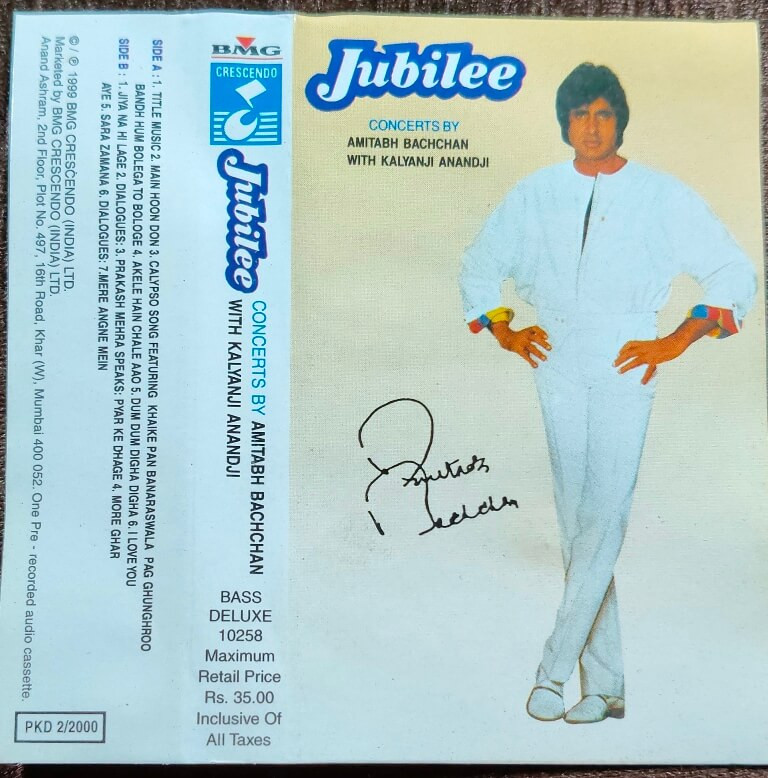 Jubilee
CONCERTS BY
AMITABH BACHCHAN
WITH KALYANJI ANANDJI
Amitabh
Bachchan
BMG
CRESCENDO
Jubilee
CONCERTS BY AMITABH BACHCHAN
WITH KALYANJI ANANDJI
BASS
DELUXE
10258
Maximum
Retail Price
Rs. 35.00
Inclusive Of
All Taxes
SIDE A : 1. TITLE MUSIC 2. MAIN HOON DON 3. CALYPSO SONG FEATURING KHAIKE PAN BANARASWALA PAG GHUNGHROO
BANDH HUM BOLEGA TO BOLOGE 4. AKELE HAIN CHALE AAO 5. DUM DUM DIGHA DIGHA 6. I LOVE YOU
SIDE B : 1. JIYA NA HI LAGE 2. DIALOGUES: 3. PRAKASH MEHRA SPEAKS: PYAR KE DHAGE 4. MORE GHAR
AYE 5. SARA ZAMANA 6. DIALOGUES: 7.MERE ANGNE MEIN
© / ℗ 1999 BMG CRESCENDO (INDIA) LTD.
Marketed by BMG CRESCENDO (INDIA) LTD.
Anand Ashram, 2nd Floor, Plot No. 497, 16th Road, Khar (W), Mumbai 400 052. One Pre - recorded audio cassette.
PKD 2/2000